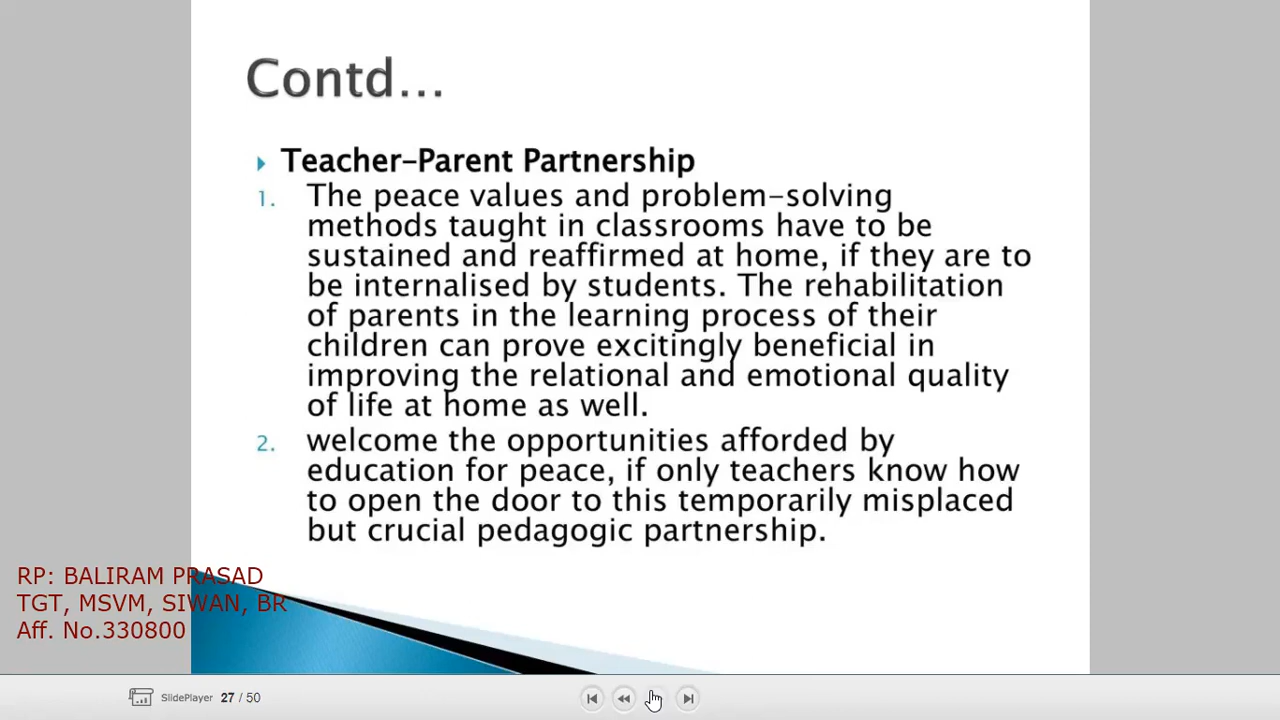 Contd...
Teacher-Parent Partnership
1. The peace values and problem-solving
methods taught in classrooms have to be
sustained and reaffirmed at home, if they are to
be internalised by students. The rehabilitation
of parents in the learning process of their
children can prove excitingly beneficial in
improving the relational and emotional quality
of life at home as well.
2. welcome the opportunities afforded by
education for peace, if only teachers know how
to open the door to this temporarily misplaced
but crucial pedagogic partnership.
RP: BALIRAM PRASAD
TGT, MSVM, SIWAN, BR
Aff. No.330800
SlidePlayer 27 / 50